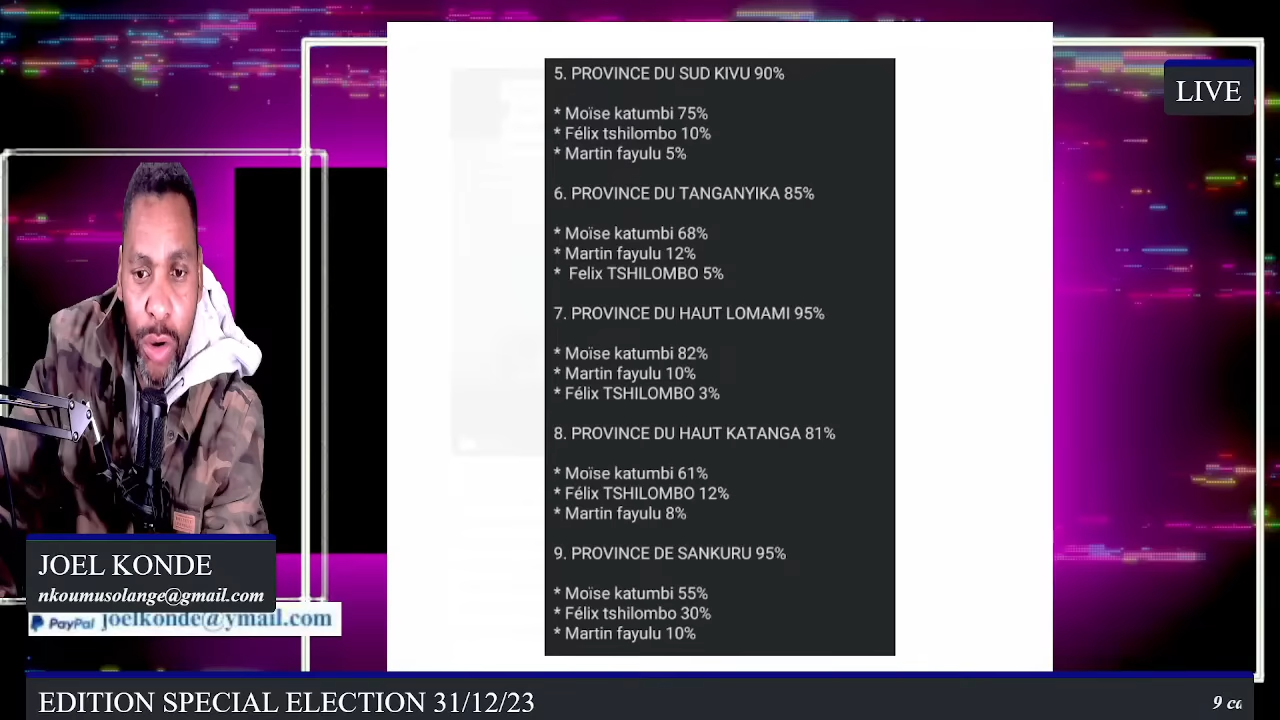 5. PROVINCE DU SUD KIVU 90%
* Moïse katumbi 75%
* Félix tshilombo 10%
* Martin fayulu 5%
6. PROVINCE DU TANGANYIKA 85%
* Moïse katumbi 68%
* Martin fayulu 12%
* Felix TSHILOMBO 5%
7. PROVINCE DU HAUT LOMAMI 95%
* Moïse katumbi 82%
* Martin fayulu 10%
* Félix TSHILOMBO 3%
8. PROVINCE DU HAUT KATANGA 81%
* Moïse katumbi 61%
* Félix TSHILOMBO 12%
* Martin fayulu 8%
9. PROVINCE DE SANKURU 95%
* Moïse katumbi 55%
* Félix tshilombo 30%
* Martin fayulu 10%
LIVE
JOEL KONDE
nkoumusolange@gmail.com
PayPal joelkonde@ymail.com
EDITION SPECIAL ELECTION 31/12/23
9 ca